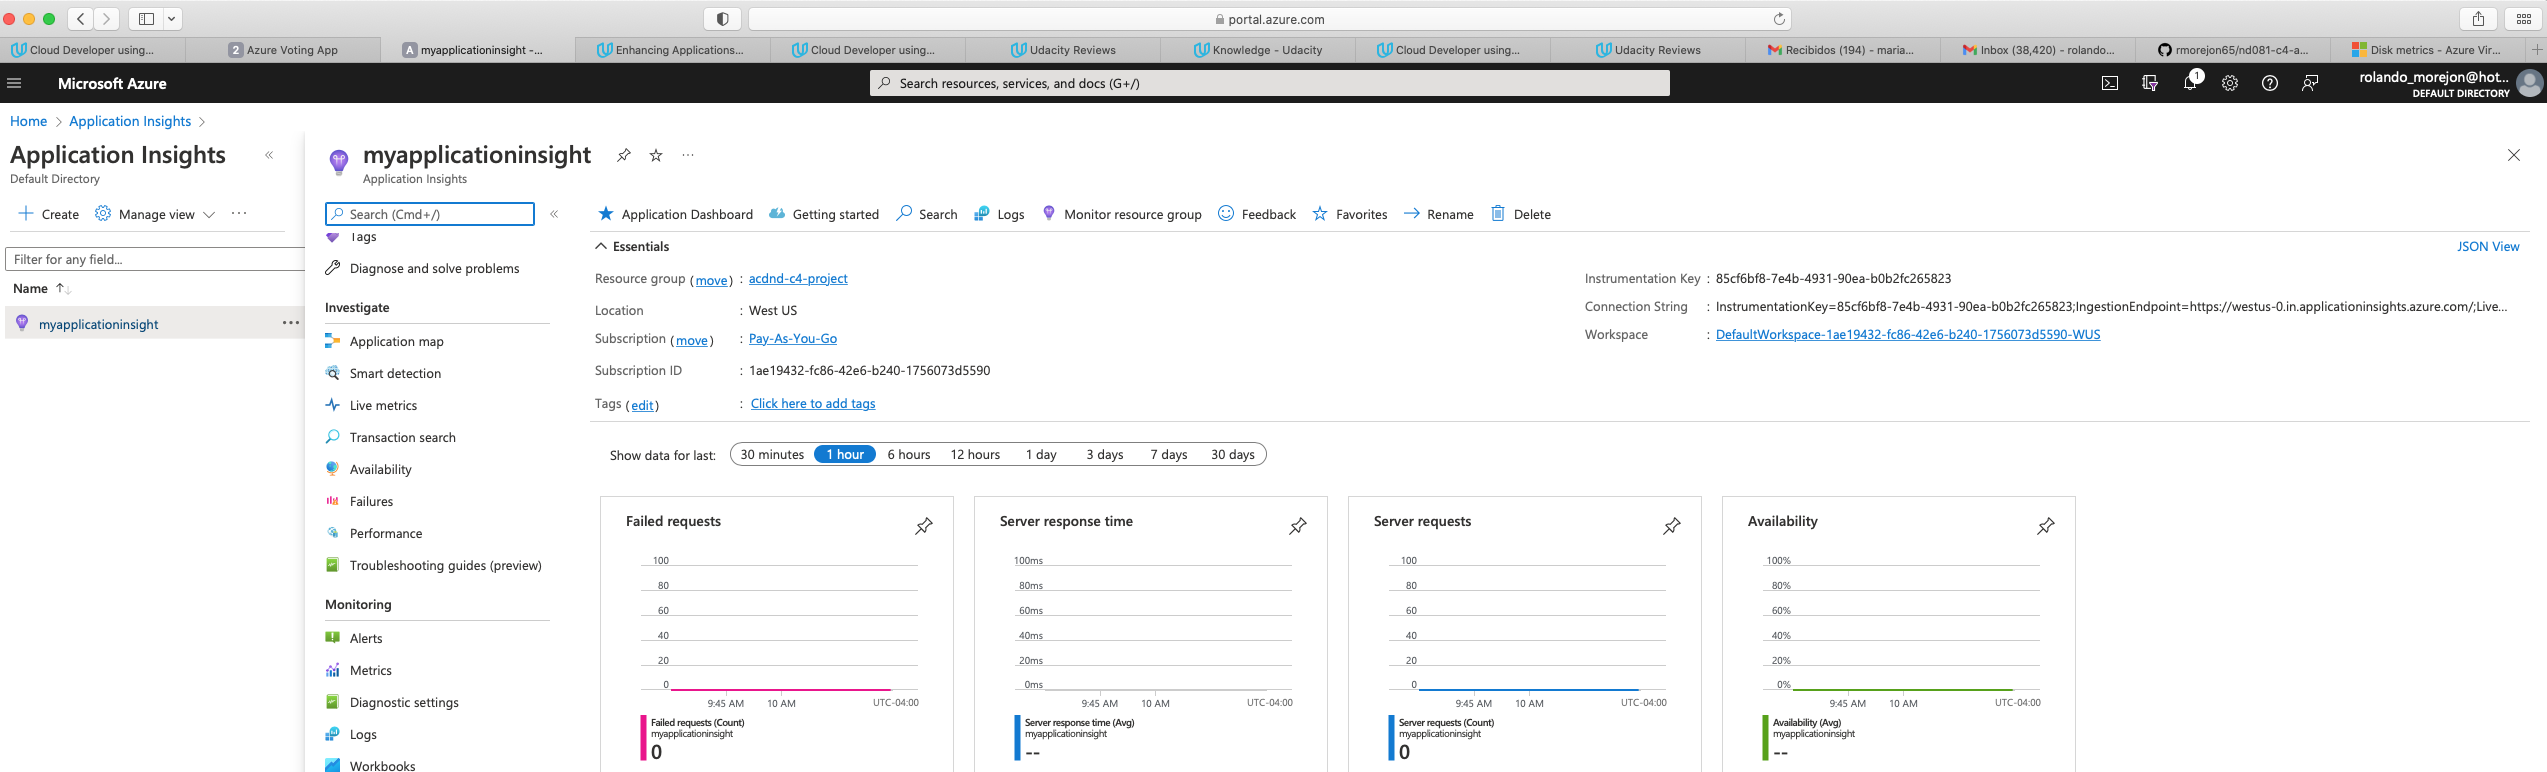 portal.azure.com
Cloud Developer using...
2 Azure Voting App
A myapplicationinsight -...
Enhancing Applications...
Cloud Developer using...
Udacity Reviews
Knowledge - Udacity
Cloud Developer using...
Udacity Reviews
Recibidos (194) - maria...
Inbox (38,420) - rolando...
rmorejon65/nd081-c4-a...
Disk metrics - Azure Vir...
Microsoft Azure
Search resources, services, and docs (G+/)
1
rolando_morejon@hot...
DEFAULT DIRECTORY
Home > Application Insights >
Application Insights
Default Directory
Create
Manage view
Filter for any field...
Name
myapplicationinsight
myapplicationinsight
Application Insights
Search (Cmd+/)
Tags
Diagnose and solve problems
Investigate
Application map
Smart detection
Live metrics
Transaction search
Availability
Failures
Performance
Troubleshooting guides (preview)
Monitoring
Alerts
Metrics
Diagnostic settings
Logs
Workbooks
Application Dashboard
Getting started
Search
Logs
Monitor resource group
Feedback
Favorites
Rename
Delete
Essentials
JSON View
Resource group (move) : acdnd-c4-project
Location : West US
Subscription (move) : Pay-As-You-Go
Subscription ID : 1ae19432-fc86-42e6-b240-1756073d5590
Tags (edit) : Click here to add tags
Instrumentation Key : 85cf6bf8-7e4b-4931-90ea-b0b2fc265823
Connection String : InstrumentationKey=85cf6bf8-7e4b-4931-90ea-b0b2fc265823;IngestionEndpoint=https://westus-0.in.applicationinsights.azure.com/;Live...
Workspace : DefaultWorkspace-1ae19432-fc86-42e6-b240-1756073d5590-WUS
Show data for last: 30 minutes 1 hour 6 hours 12 hours 1 day 3 days 7 days 30 days
Failed requests
100
80
60
40
20
0
9:45 AM 10 AM UTC-04:00
Failed requests (Count)
myapplicationinsight
0
Server response time
100ms
80ms
60ms
40ms
20ms
0ms
9:45 AM 10 AM UTC-04:00
Server response time (Avg)
myapplicationinsight
--
Server requests
100
80
60
40
20
0
9:45 AM 10 AM UTC-04:00
Server requests (Count)
myapplicationinsight
0
Availability
100%
80%
60%
40%
20%
0%
9:45 AM 10 AM UTC-04:00
Availability (Avg)
myapplicationinsight
--